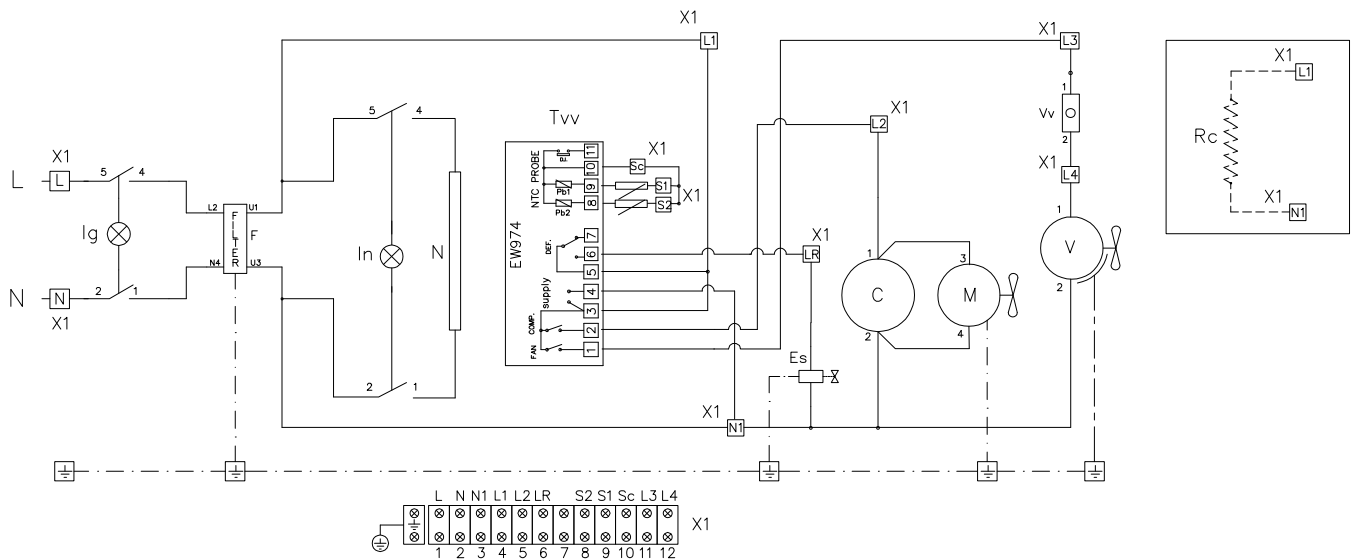 X1
X1
X1
X1
L1
L3
L1
X1
5
4
1
Tvv
X1
Vv
Rc
L2
2
X1
5
4
11
D.I.
X1
L
L
10
Sc
X1
L4
NTC PROBE
9
S1
X1
Pb1
8
S2
Pb2
X1
N1
L2
U1
1
Ig
FILTER
F
In
N
EW974
7
DEF.
6
X1
LR
V
5
1
3
2
N4
U3
supply
4
C
M
N
N
2
1
3
X1
COMP.
2
2
4
FAN
1
Es
2
1
X1
N1
L N N1 L1 L2 LR S2 S1 Sc L3 L4
X1
1 2 3 4 5 6 7 8 9 10 11 12